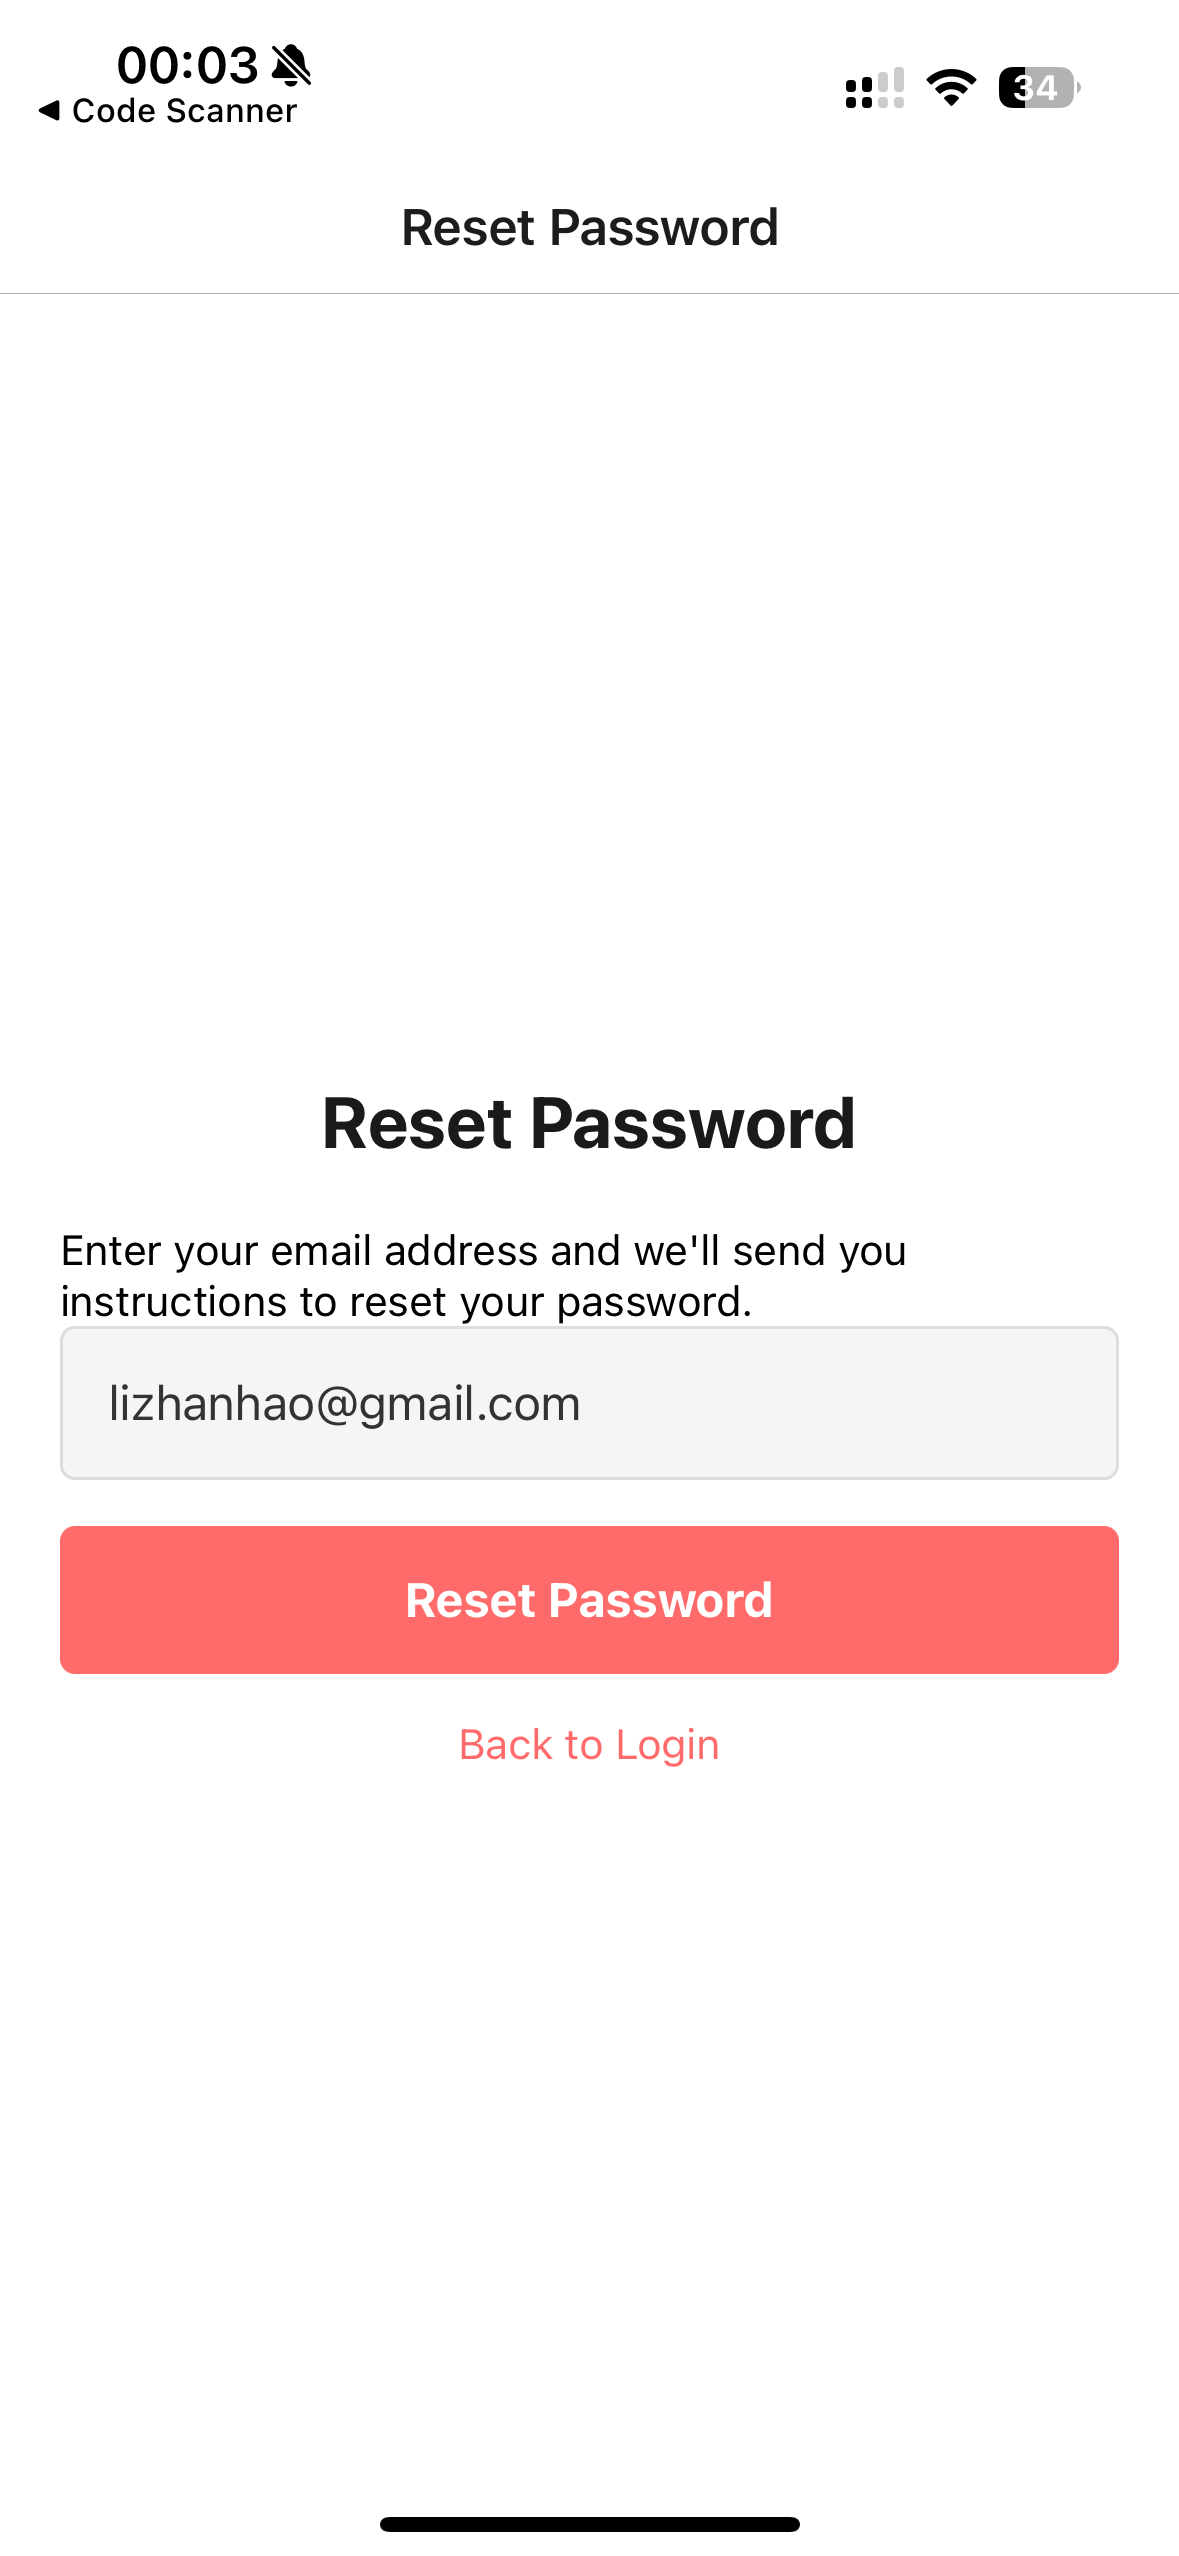 00:03
Code Scanner
34
Reset Password
Reset Password
Enter your email address and we'll send you
instructions to reset your password.
lizhanhao@gmail.com
Reset Password
Back to Login